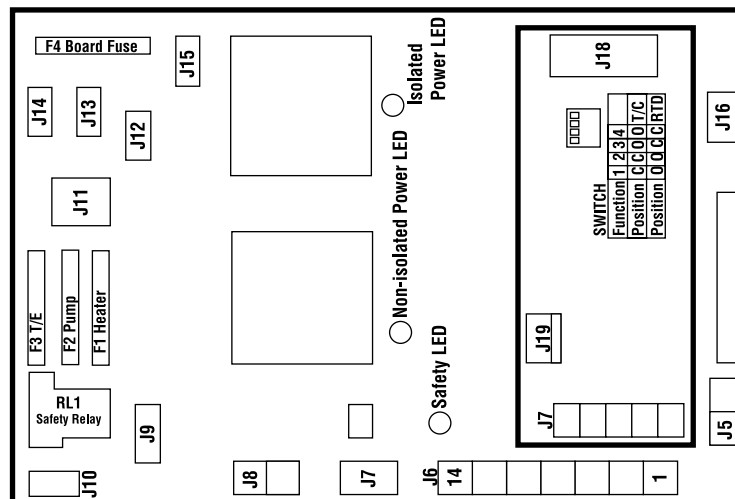 F4 Board Fuse
J15
Isolated
Power LED
J18
J14
J13
J12
J16
SWITCH
Function 1 2 3 4
Position C C O O T/C
Position O O C C RTD
J11
Non-isolated Power LED
F3 T/E
F2 Pump
F1 Heater
J19
Safety LED
RL1
Safety Relay
J9
J7
J5
J10
J8
J7
J6
14
1